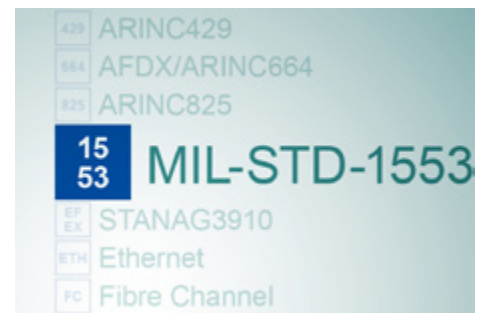 429 ARINC429
664 AFDX/ARINC664
825 ARINC825
15
53 MIL-STD-1553
EF
EX STANAG3910
ETH Ethernet
FC Fibre Channel